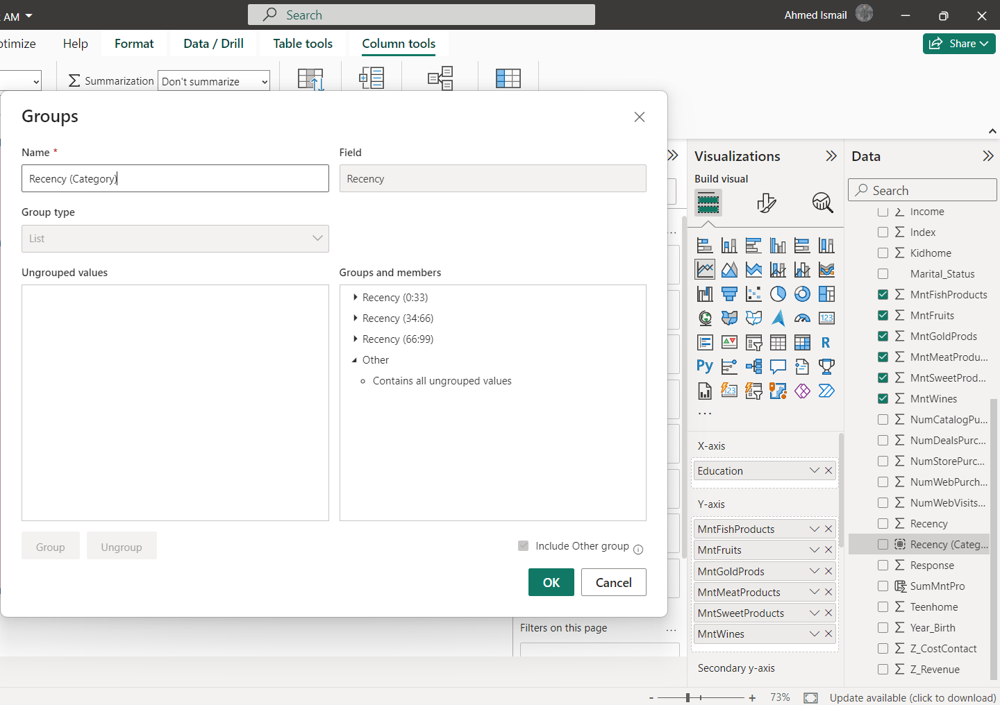 AM
Search
Ahmed Ismail
Help
Format
Data / Drill
Table tools
Column tools
Share
Summarization
Don't summarize
Groups
Name *
Field
Recency (Category)
Recency
Group type
List
Ungrouped values
Groups and members
Recency (0:33)
Recency (34:66)
Recency (66:99)
Other
Contains all ungrouped values
Group
Ungroup
Include Other group
OK
Cancel
Filters on this page
...
Visualizations
Build visual
123
R
Py
123
...
X-axis
Education
Y-axis
MntFishProducts
MntFruits
MntGoldProds
MntMeatProducts
MntSweetProducts
MntWines
Secondary y-axis
Data
Search
Income
Index
Kidhome
Marital_Status
MntFishProducts
MntFruits
MntGoldProds
MntMeatProdu...
MntSweetProd...
MntWines
NumCatalogPu...
NumDealsPurc...
NumStorePurc...
NumWebPurch...
NumWebVisits...
Recency
Recency (Categ...
Response
SumMntPro
Teenhome
Year_Birth
Z_CostContact
Z_Revenue
- + 73%
Update available (click to download)